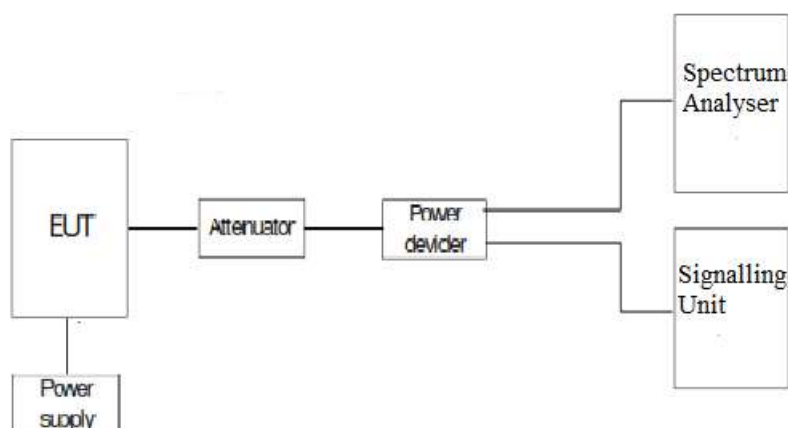 Spectrum
Analyser
EUT
Attenuator
Power
devider
Signalling
Unit
Power
supply